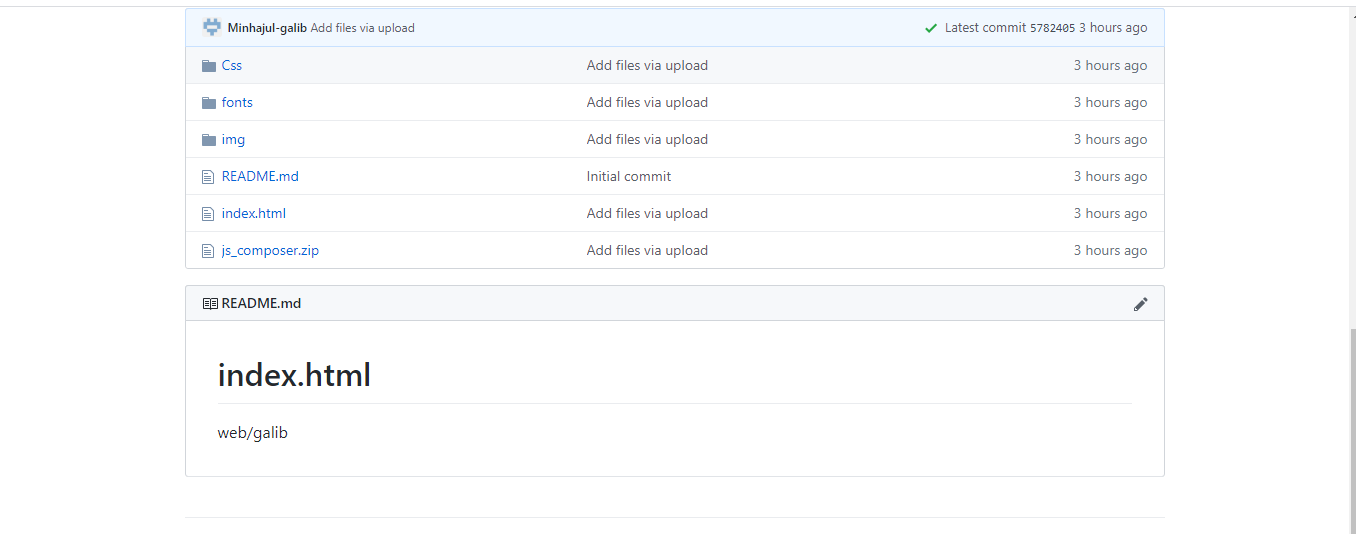 Minhajul-galib Add files via upload Latest commit 5782405 3 hours ago
Css Add files via upload 3 hours ago
fonts Add files via upload 3 hours ago
img Add files via upload 3 hours ago
README.md Initial commit 3 hours ago
index.html Add files via upload 3 hours ago
js_composer.zip Add files via upload 3 hours ago
README.md
index.html
web/galib